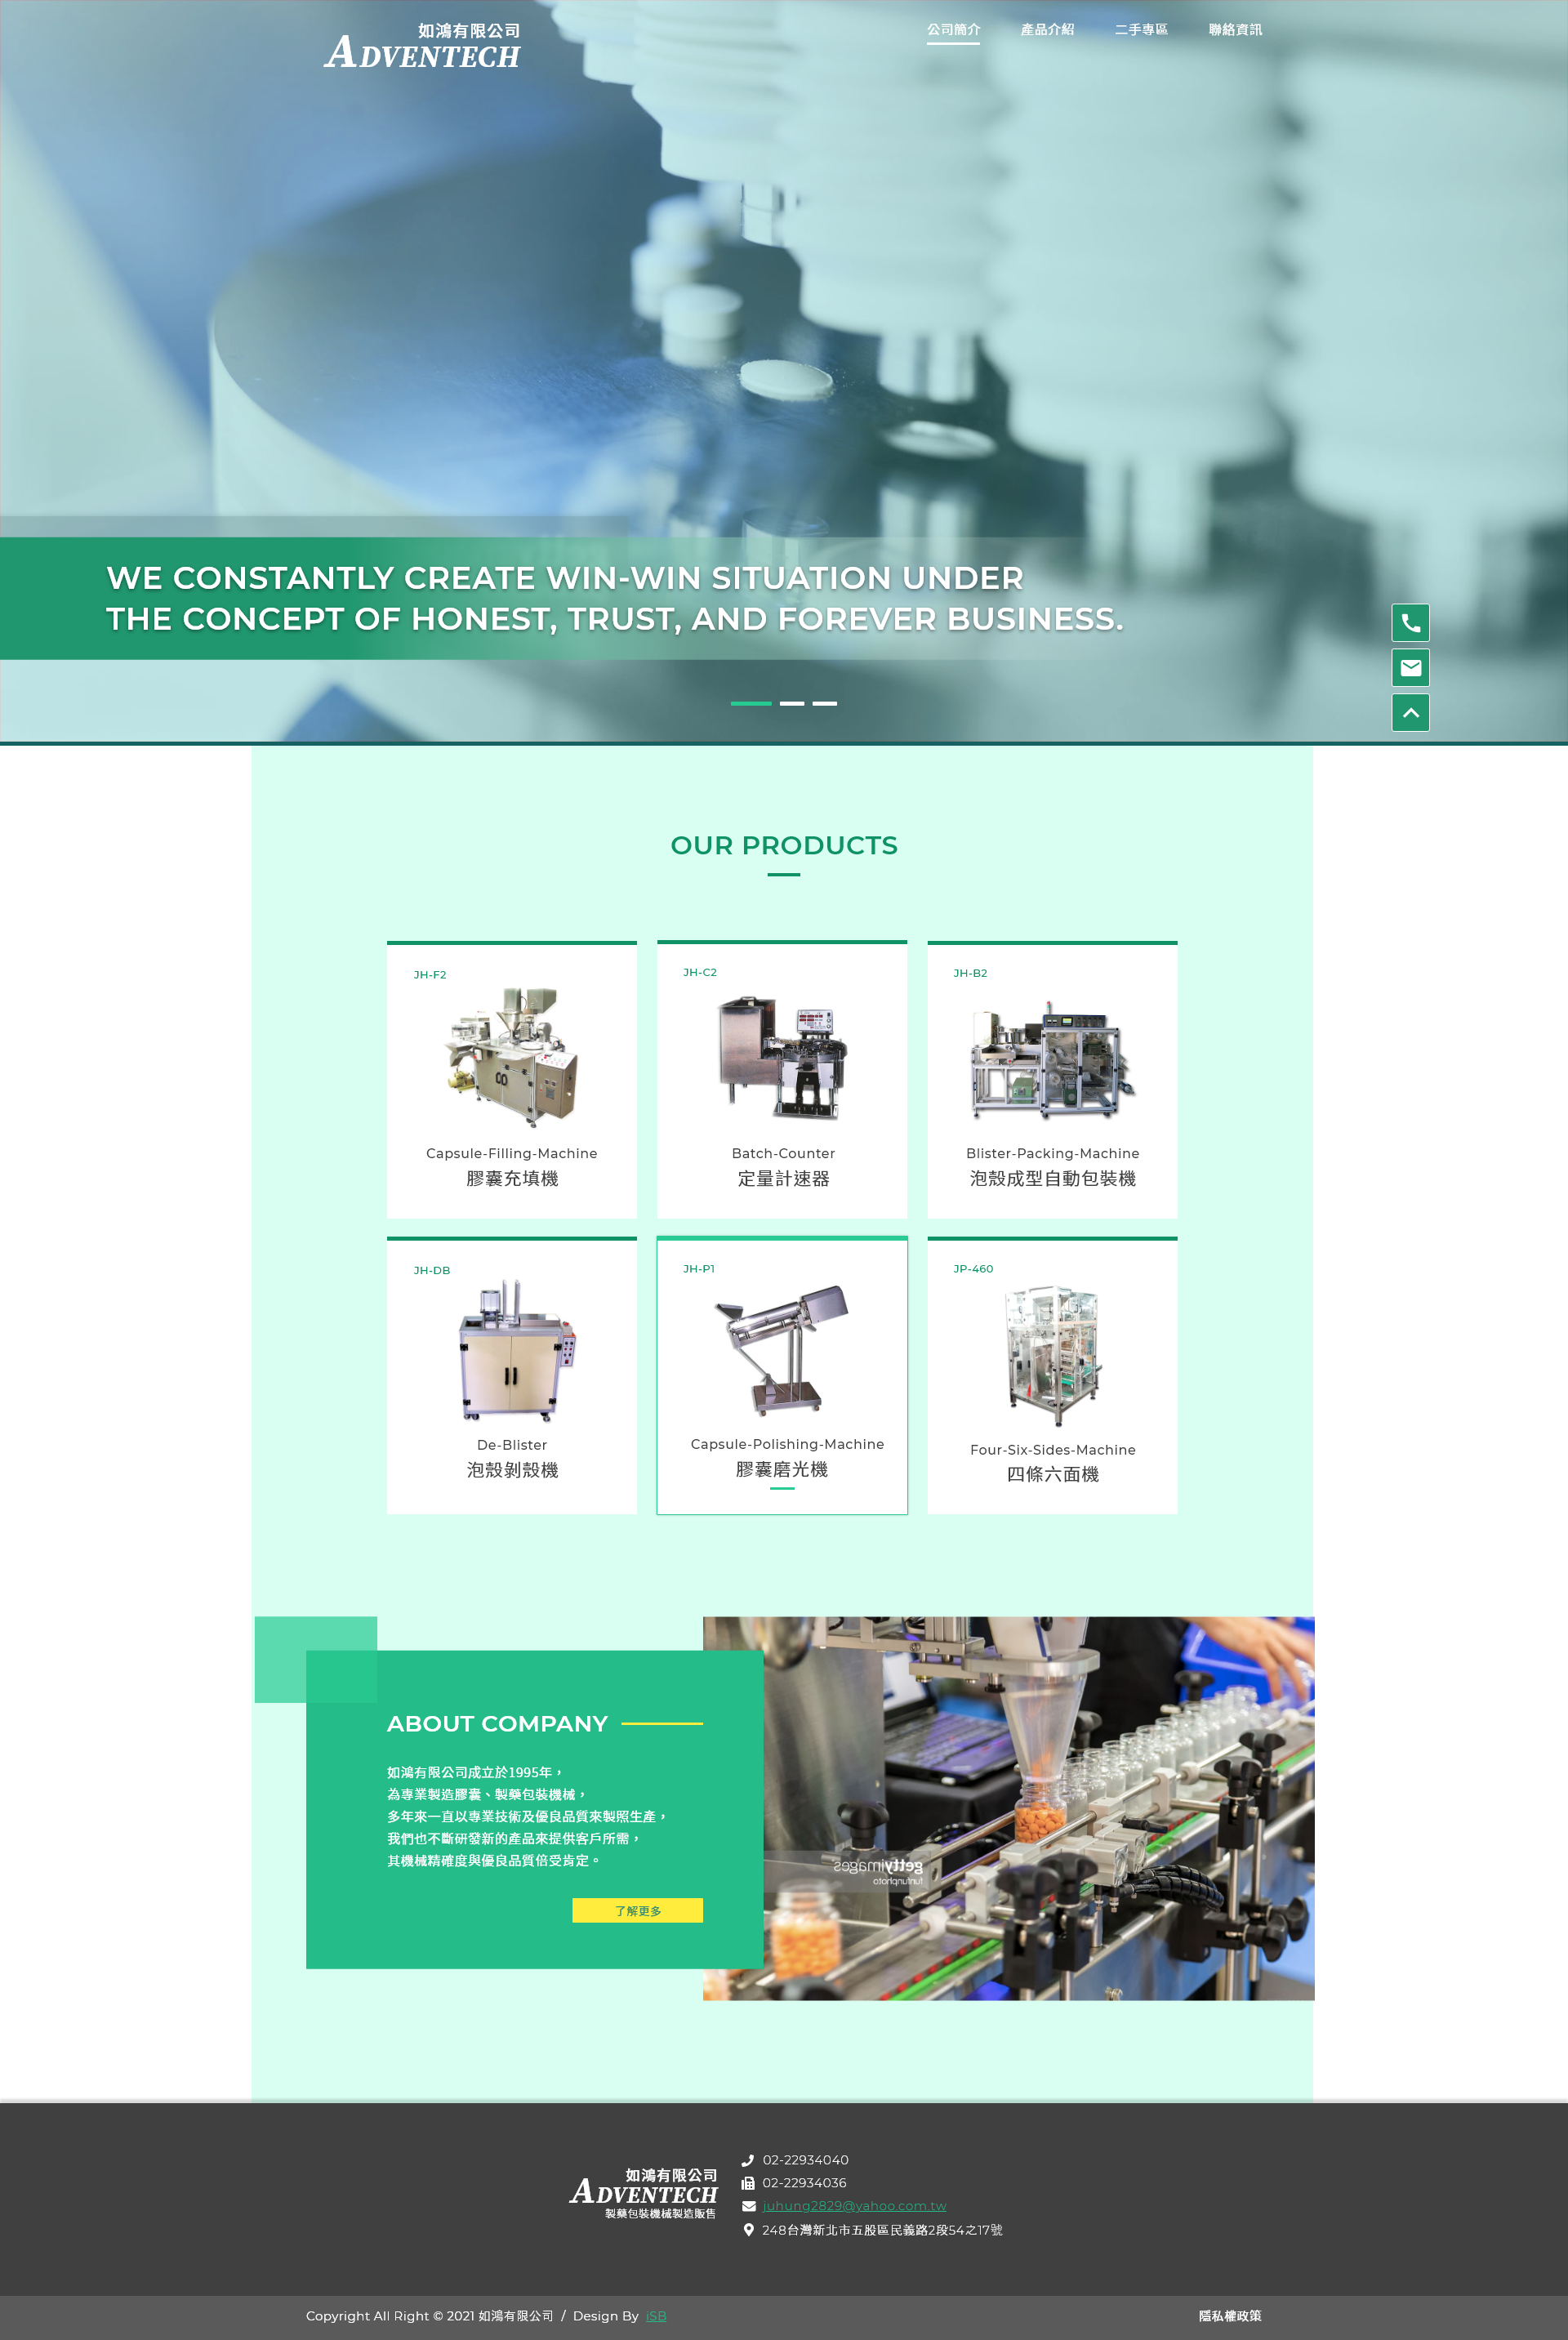 如鴻有限公司
ADVENTECH
公司簡介 產品介紹 二手專區 聯絡資訊
WE CONSTANTLY CREATE WIN-WIN SITUATION UNDER
THE CONCEPT OF HONEST, TRUST, AND FOREVER BUSINESS.
OUR PRODUCTS
JH-F2
Capsule-Filling-Machine
膠囊充填機
JH-C2
Batch-Counter
定量計速器
JH-B2
Blister-Packing-Machine
泡殼成型自動包裝機
JH-DB
De-Blister
泡殼剝殼機
JH-P1
Capsule-Polishing-Machine
膠囊磨光機
JP-460
Four-Six-Sides-Machine
四條六面機
ABOUT COMPANY
如鴻有限公司成立於1995年，
為專業製造膠囊、製藥包裝機械，
多年來一直以專業技術及優良品質來製照生產，
我們也不斷研發新的產品來提供客戶所需，
其機械精確度與優良品質倍受肯定。
了解更多
gettyimages
tunfunphoto
如鴻有限公司
ADVENTECH
製藥包裝機械製造販售
02-22934040
02-22934036
juhung2829@yahoo.com.tw
248台灣新北市五股區民義路2段54之17號
Copyright All Right © 2021 如鴻有限公司 / Design By iSB
隱私權政策